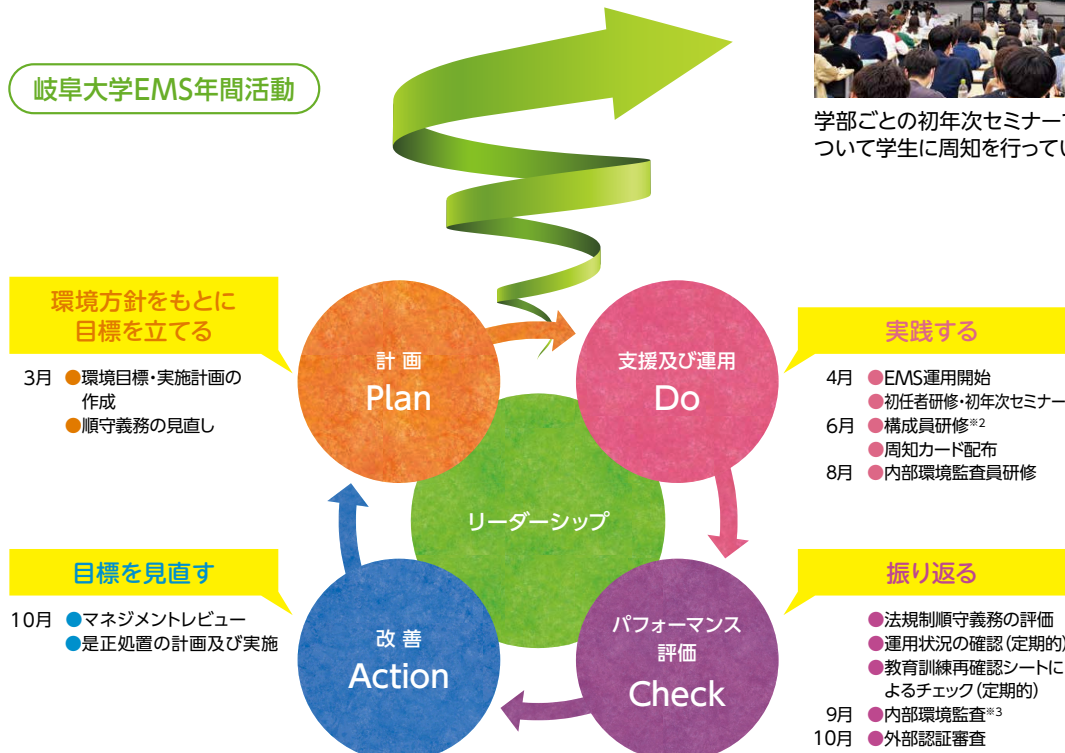 岐阜大学EMS年間活動
学部ごとの初年次セミナー
ついて学生に周知を行ってい
環境方針をもとに
目標を立てる
3月 ●環境目標・実施計画の
作成
●順守義務の見直し
計画
Plan
支援及び運用
Do
実践する
4月 ●EMS運用開始
●初任者研修・初年次セミナー
6月 ●構成員研修※2
●周知カード配布
8月 ●内部環境監査員研修
リーダーシップ
目標を見直す
10月 ●マネジメントレビュー
●是正処置の計画及び実施
改善
Action
パフォーマンス
評価
Check
振り返る
●法規制順守義務の評価
●運用状況の確認(定期的)
●教育訓練再確認シートに
よるチェック(定期的)
9月 ●内部環境監査※3
10月 ●外部認証審査